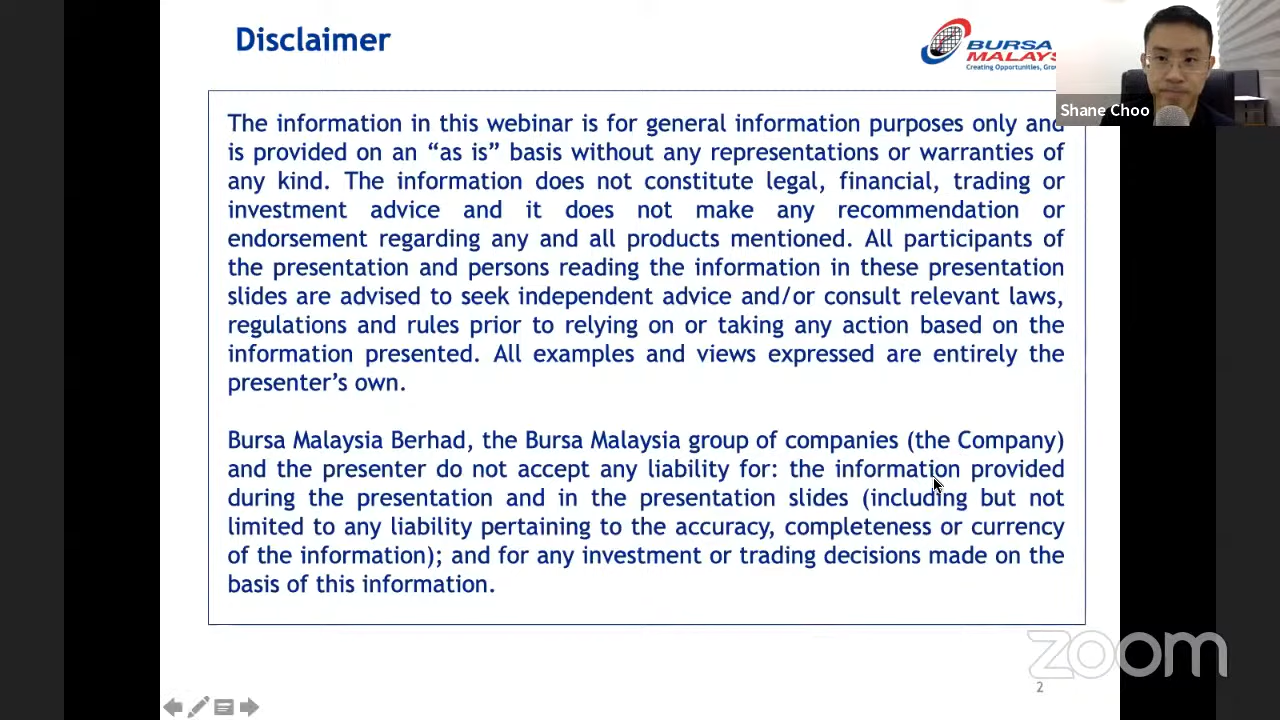 Disclaimer
BURSA
MALAYS
Creating Opportunities, Grow
Shane Choo
The information in this webinar is for general information purposes only and
is provided on an “as is” basis without any representations or warranties of
any kind. The information does not constitute legal, financial, trading or
investment advice and it does not make any recommendation or
endorsement regarding any and all products mentioned. All participants of
the presentation and persons reading the information in these presentation
slides are advised to seek independent advice and/or consult relevant laws,
regulations and rules prior to relying on or taking any action based on the
information presented. All examples and views expressed are entirely the
presenter’s own.
Bursa Malaysia Berhad, the Bursa Malaysia group of companies (the Company)
and the presenter do not accept any liability for: the information provided
during the presentation and in the presentation slides (including but not
limited to any liability pertaining to the accuracy, completeness or currency
of the information); and for any investment or trading decisions made on the
basis of this information.
zoom
2